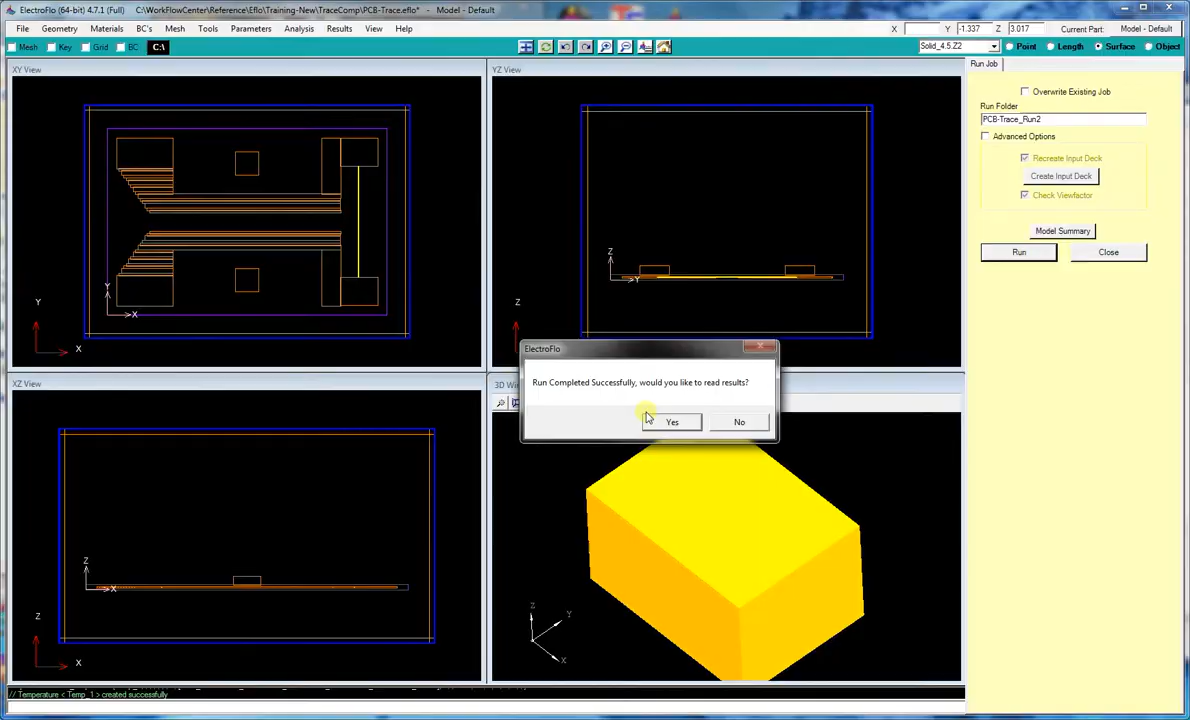 ElectroFlo (64-bit) 4.7.1 (Full) C:\WorkFlowCenter\Reference\Eflo\Training-New\TraceComp\PCB-Trace.eflo* - Model - Default
File Geometry Materials BC's Mesh Tools Parameters Analysis Results View Help X Y -1.337 Z 3.017 Current Part: Model - Default
Mesh Key Grid BC C:\ Solid_4.5.Z2 Point Length Surface Object
XY View
YZ View
Run Job
Overwrite Existing Job
Run Folder
PCB-Trace_Run2
Advanced Options
Recreate Input Deck
Create Input Deck
Check Viewfactor
Model Summary
Run Close
Y
X
Y
X
Z
Y
Z
ElectroFlo
Run Completed Successfully, would you like to read results?
Yes No
XZ View
Z
X
Z
X
Z
Y
X
// Temperature < Temp_1 > created successfully